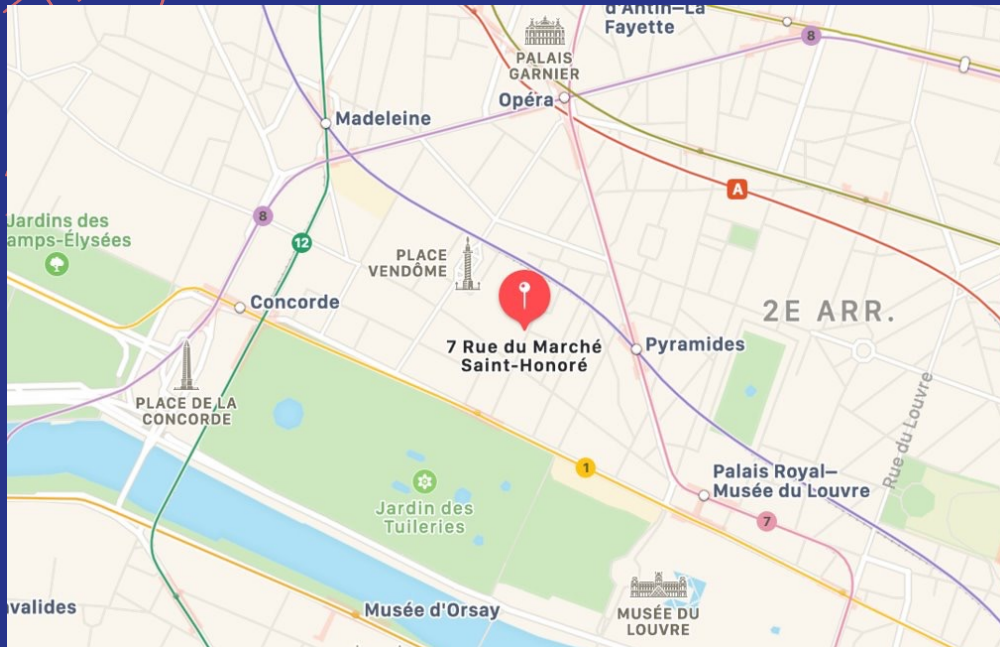 d'Antin–La
Fayette
8
PALAIS
GARNIER
Opéra
Madeleine
A
Jardins des
amps-Élysées
8
12
PLACE
VENDÔME
Concorde
2E ARR.
7 Rue du Marché
Saint-Honoré
Pyramides
PLACE DE LA
CONCORDE
Rue du Louvre
1
Palais Royal–
Musée du Louvre
Jardin des
Tuileries
7
valides
Musée d'Orsay
MUSÉE DU
LOUVRE